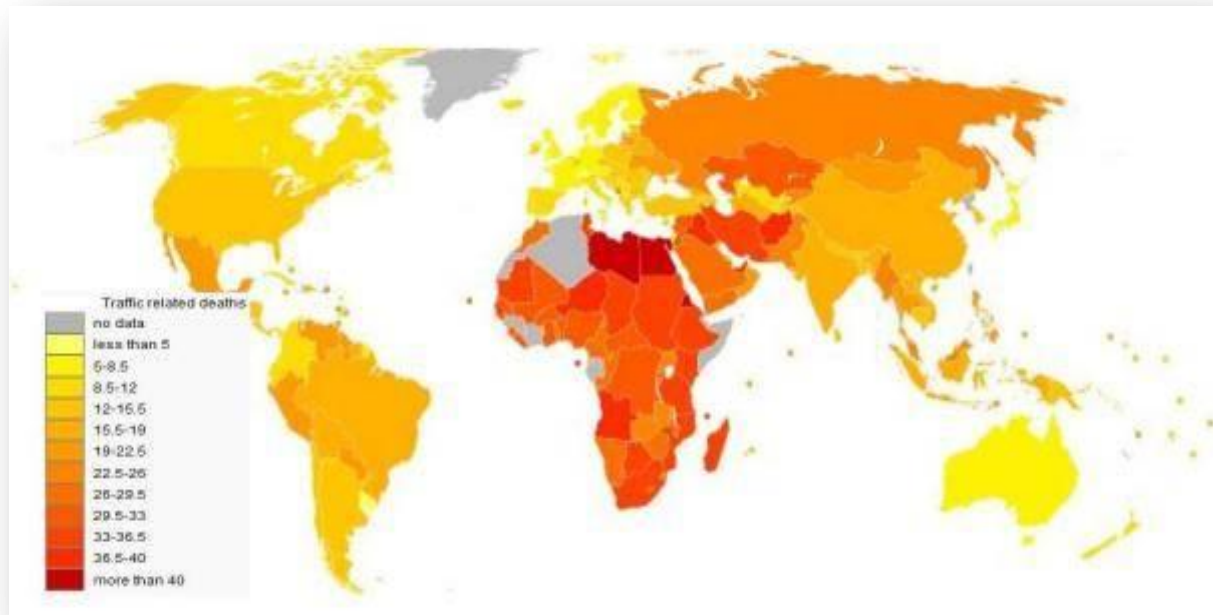 Traffic related deaths
no data
less than 5
5-8.5
8.5-12
12-15.5
15.5-19
19-22.5
22.5-26
26-29.5
29.5-33
33-36.5
36.5-40
more than 40